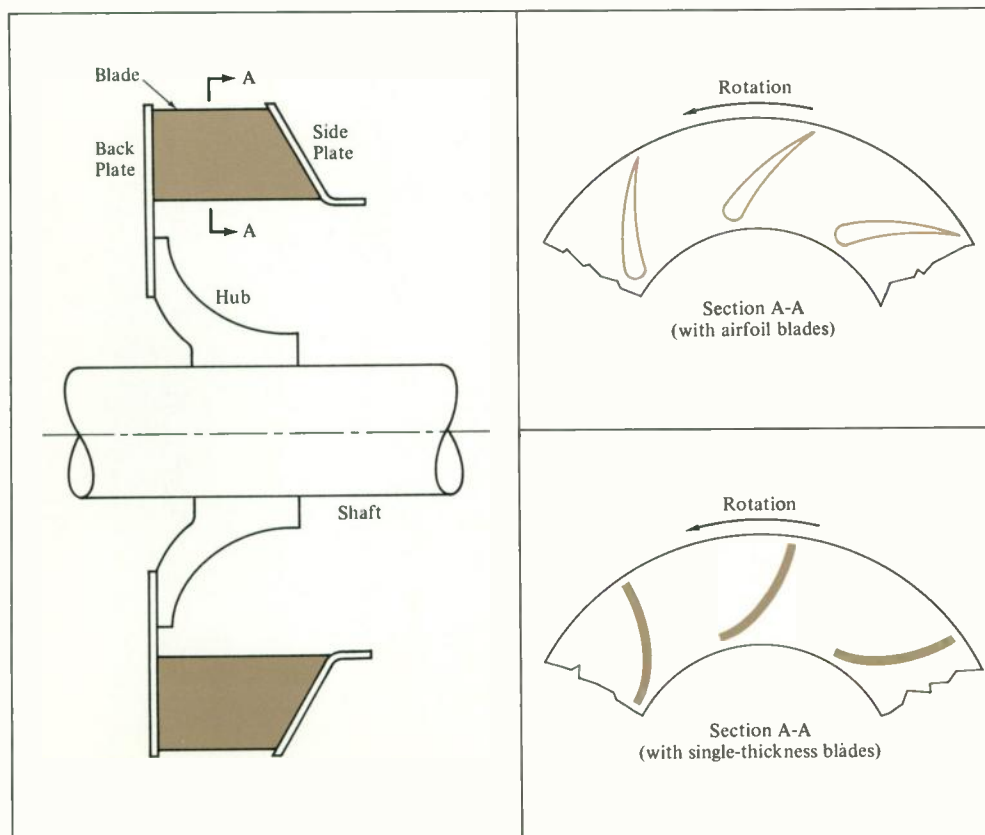 Blade
A
Side
Plate
Back
Plate
A
Hub
Shaft
Rotation
Section A-A
(with airfoil blades)
Rotation
Section A-A
(with single-thickness blades)